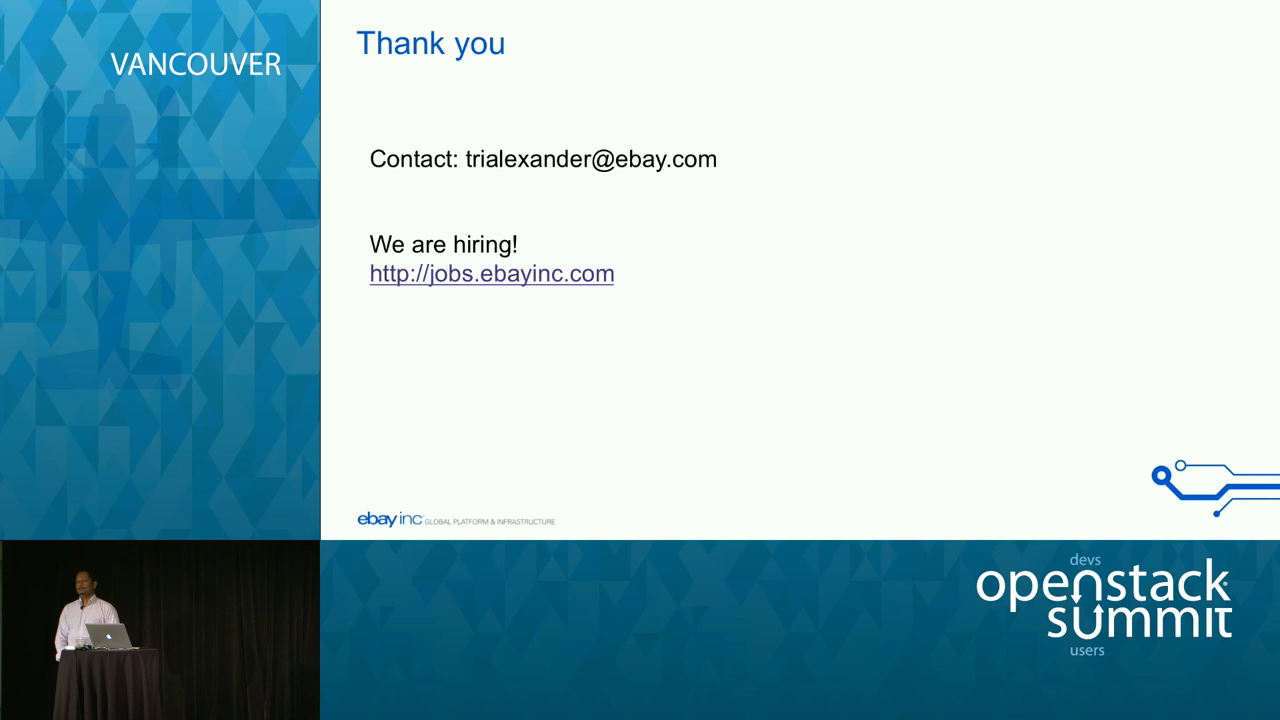 VANCOUVER
Thank you
Contact: trialexander@ebay.com
We are hiring!
http://jobs.ebayinc.com
ebay inc GLOBAL PLATFORM & INFRASTRUCTURE
devs
openstack
summit
users